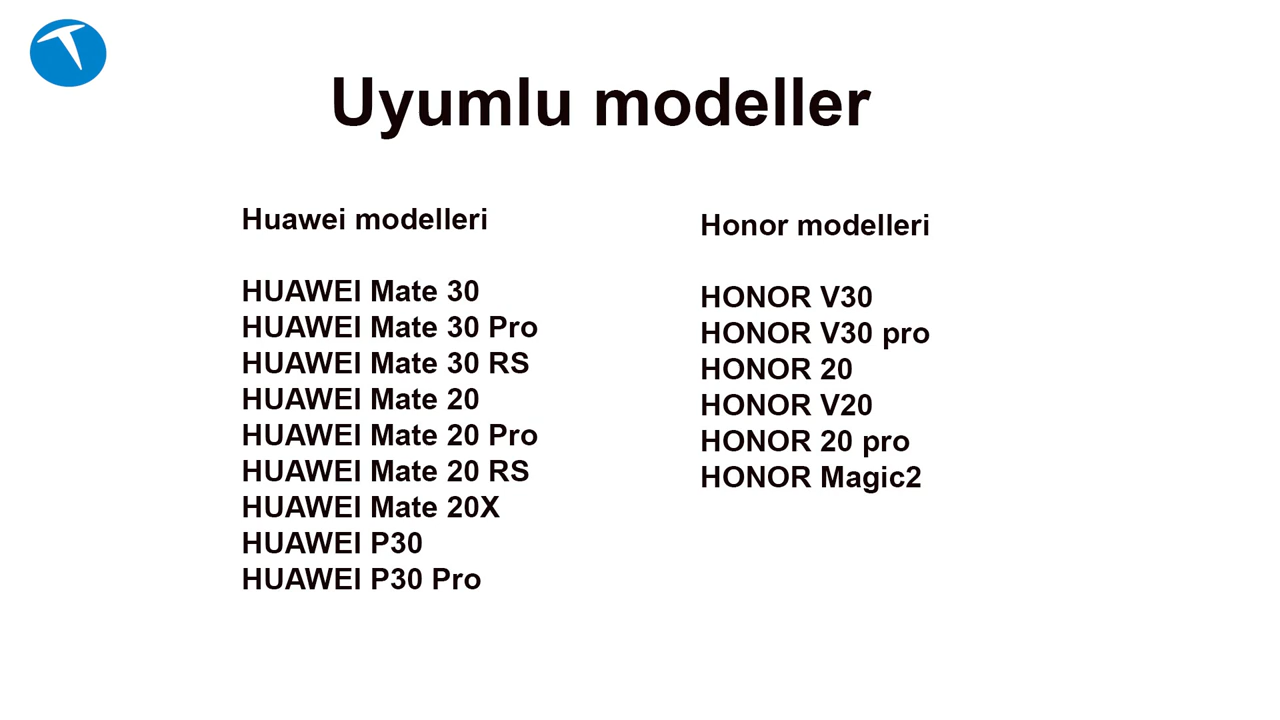 Uyumlu modeller
Huawei modelleri
HUAWEI Mate 30
HUAWEI Mate 30 Pro
HUAWEI Mate 30 RS
HUAWEI Mate 20
HUAWEI Mate 20 Pro
HUAWEI Mate 20 RS
HUAWEI Mate 20X
HUAWEI P30
HUAWEI P30 Pro
Honor modelleri
HONOR V30
HONOR V30 pro
HONOR 20
HONOR V20
HONOR 20 pro
HONOR Magic2